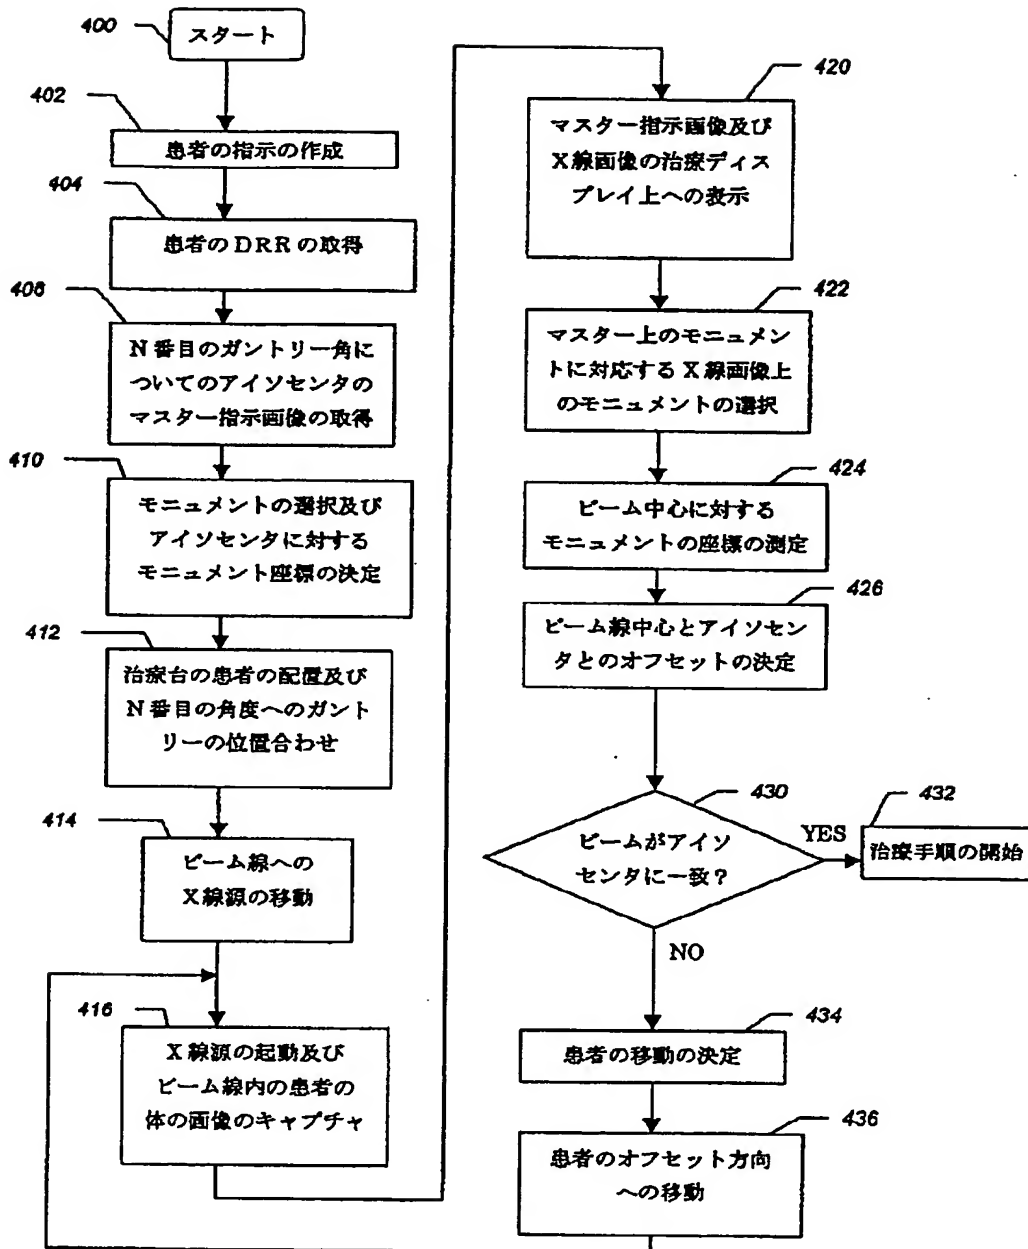 400
スタート
402
患者の指示の作成
404
患者のDRRの取得
408
N番目のガントリー角に
ついてのアイソセンタの
マスター指示画像の取得
410
モニュメントの選択及び
アイソセンタに対する
モニュメント座標の決定
412
治療台の患者の配置及び
N番目の角度へのガント
リーの位置合わせ
414
ビーム線への
X線源の移動
416
X線源の起動及び
ビーム線内の患者の
体の画像のキャプチャ
420
マスター指示画像及び
X線画像の治療ディス
プレイ上への表示
422
マスター上のモニュメン
トに対応するX線画像上
のモニュメントの選択
424
ビーム中心に対する
モニュメントの座標の測定
426
ビーム線中心とアイソセン
タとのオフセットの決定
430
ビームがアイソ
センタに一致?
YES
432
治療手順の開始
NO
434
患者の移動の決定
436
患者のオフセット方向
への移動